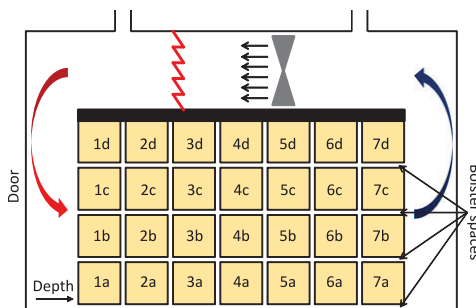 1d 2d 3d 4d 5d 6d 7d
1c 2c 3c 4c 5c 6c 7c
1b 2b 3b 4b 5b 6b 7b
1a 2a 3a 4a 5a 6a 7a
Door
Depth
Bolster spaces